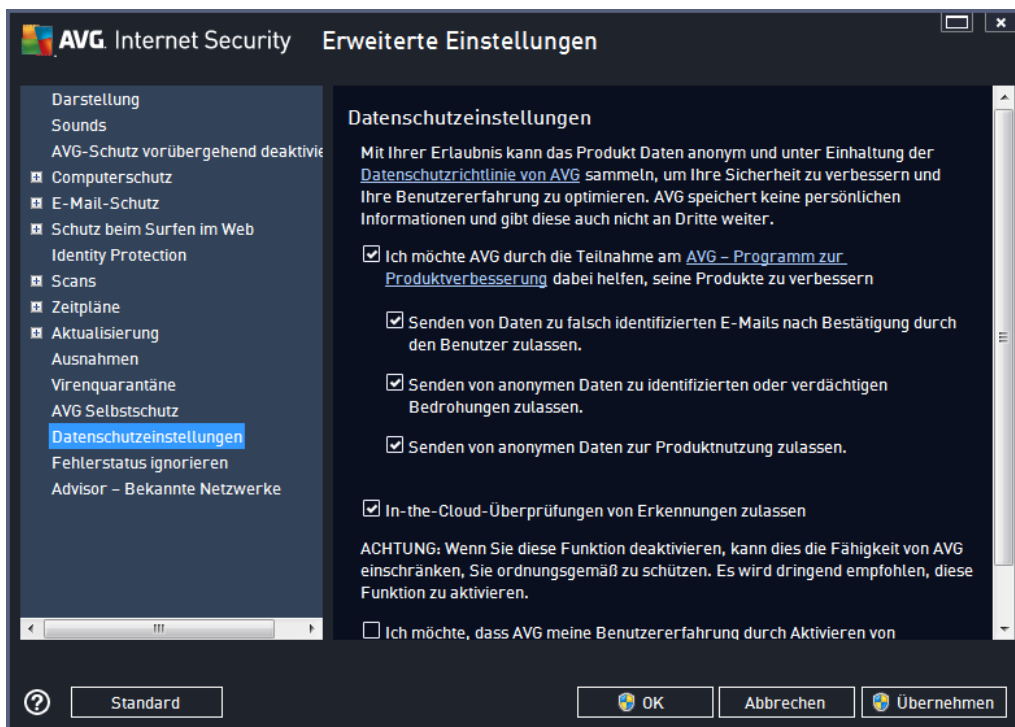 AVG. Internet Security Erweiterte Einstellungen
Darstellung
Sounds
AVG-Schutz vorübergehend deaktivie
Computerschutz
E-Mail-Schutz
Schutz beim Surfen im Web
Identity Protection
Scans
Zeitpläne
Aktualisierung
Ausnahmen
Virenquarantäne
AVG Selbstschutz
Datenschutzeinstellungen
Fehlerstatus ignorieren
Advisor – Bekannte Netzwerke
Datenschutzeinstellungen
Mit Ihrer Erlaubnis kann das Produkt Daten anonym und unter Einhaltung der
Datenschutzrichtlinie von AVG sammeln, um Ihre Sicherheit zu verbessern und
Ihre Benutzererfahrung zu optimieren. AVG speichert keine persönlichen
Informationen und gibt diese auch nicht an Dritte weiter.
Ich möchte AVG durch die Teilnahme am AVG – Programm zur
Produktverbesserung dabei helfen, seine Produkte zu verbessern
Senden von Daten zu falsch identifizierten E-Mails nach Bestätigung durch
den Benutzer zulassen.
Senden von anonymen Daten zu identifizierten oder verdächtigen
Bedrohungen zulassen.
Senden von anonymen Daten zur Produktnutzung zulassen.
In-the-Cloud-Überprüfungen von Erkennungen zulassen
ACHTUNG: Wenn Sie diese Funktion deaktivieren, kann dies die Fähigkeit von AVG
einschränken, Sie ordnungsgemäß zu schützen. Es wird dringend empfohlen, diese
Funktion zu aktivieren.
Ich möchte, dass AVG meine Benutzererfahrung durch Aktivieren von
Standard
OK
Abbrechen
Übernehmen